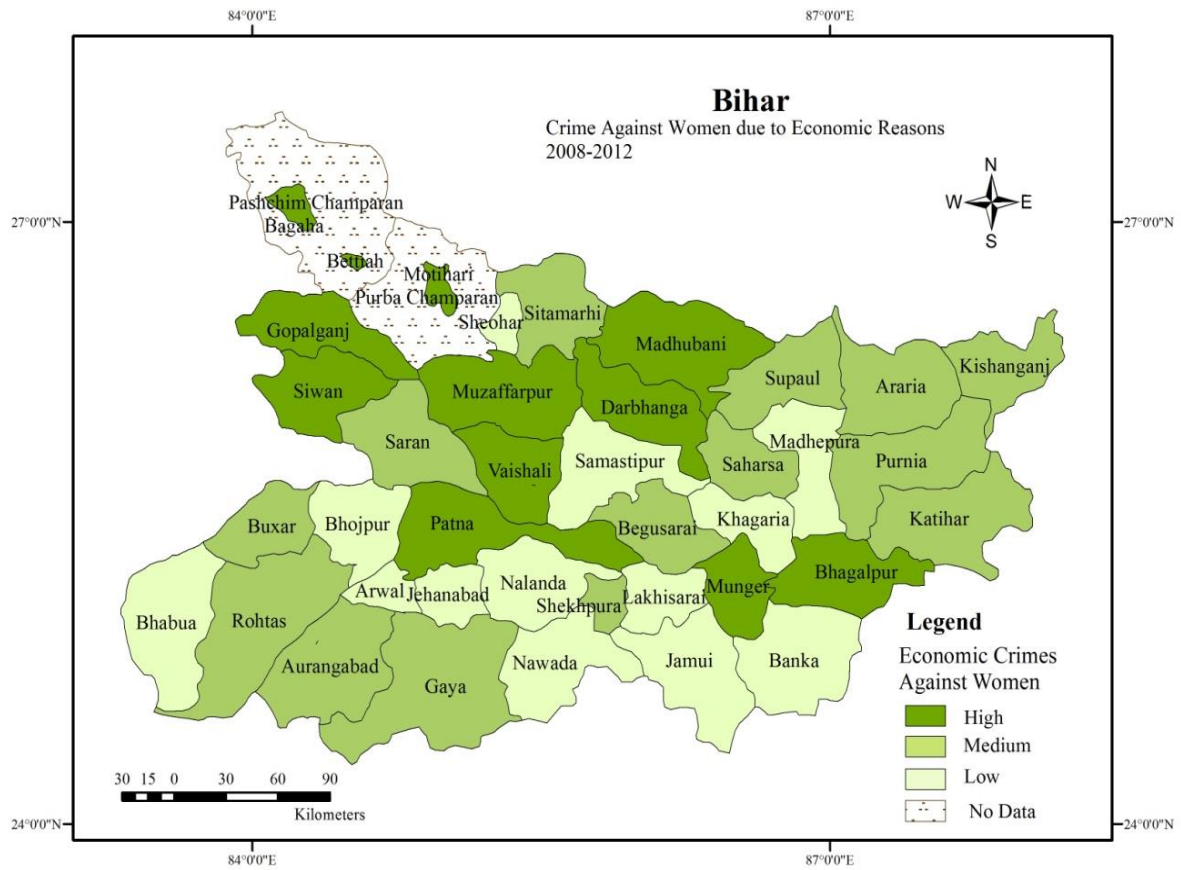 84°0'0"E
87°0'0"E
Bihar
Crime Against Women due to Economic Reasons
2008-2012
N
W
E
S
27°0'0"N
27°0'0"N
Pashchim Champaran
Bagaha
Bettiah
Motihari
Purba Champaran
Sheohar
Sitamarhi
Gopalganj
Madhubani
Siwan
Muzaffarpur
Darbhanga
Supaul
Araria
Kishanganj
Saran
Vaishali
Samastipur
Saharsa
Madhepura
Purnia
Buxar
Bhojpur
Patna
Begusarai
Khagaria
Katihar
Bhabua
Rohtas
Arwal
Jehanabad
Nalanda
Shekhpura
Lakhisarai
Munger
Bhagalpur
Aurangabad
Gaya
Nawada
Jamui
Banka
Legend
Economic Crimes
Against Women
High
Medium
Low
No Data
30 15 0 30 60 90
Kilometers
24°0'0"N
24°0'0"N
84°0'0"E
87°0'0"E